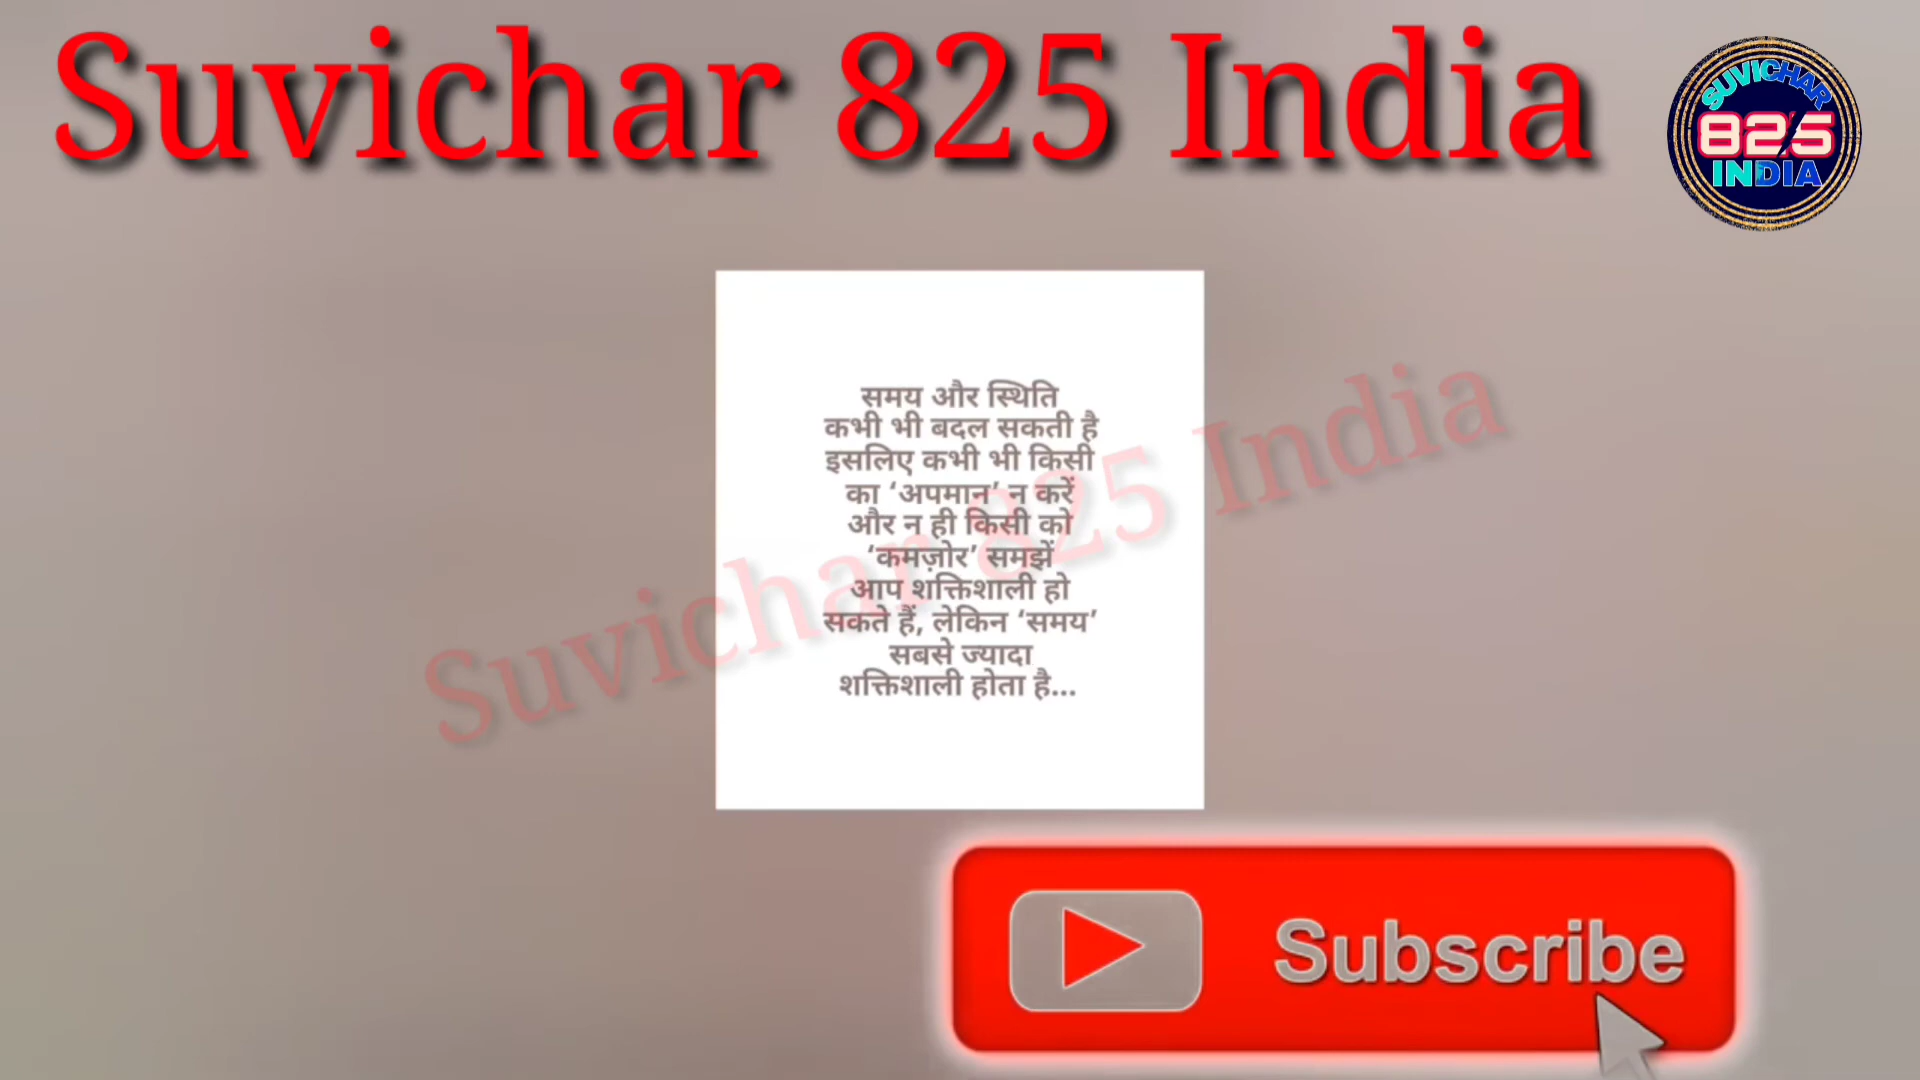 Suvichar 825 India
SUVICHAR
825
INDIA
समय और स्थिति
कभी भी बदल सकती है
इसलिए कभी भी किसी
का ‘अपमान’ न करें
और न ही किसी को
‘कमज़ोर’ समझें
आप शक्तिशाली हो
सकते हैं, लेकिन ‘समय’
सबसे ज्यादा
शक्तिशाली होता है...
Suvichar 825 India
Subscribe